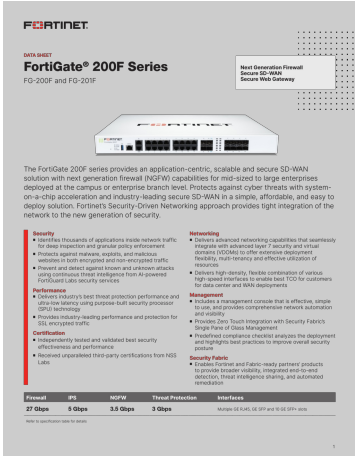 FORTINET
DATA SHEET
FortiGate® 200F Series
FG-200F and FG-201F
Next Generation Firewall
Secure SD-WAN
Secure Web Gateway
The FortiGate 200F series provides an application-centric, scalable and secure SD-WAN
solution with next generation firewall (NGFW) capabilities for mid-sized to large enterprises
deployed at the campus or enterprise branch level. Protects against cyber threats with system-
on-a-chip acceleration and industry-leading secure SD-WAN in a simple, affordable, and easy to
deploy solution. Fortinet's Security-Driven Networking approach provides tight integration of the
network to the new generation of security.
Security
Identifies thousands of applications inside network traffic
for deep inspection and granular policy enforcement
Protects against malware, exploits, and malicious
websites in both encrypted and non-encrypted traffic
Prevent and detect against known and unknown attacks
using continuous threat intelligence from AI-powered
FortiGuard Labs security services
Performance
Delivers industry's best threat protection performance and
ultra-low latency using purpose-built security processor
(SPU) technology
Provides industry-leading performance and protection for
SSL encrypted traffic
Certification
Independently tested and validated best security
effectiveness and performance
Received unparalleled third-party certifications from NSS
Labs
Networking
Delivers advanced networking capabilities that seamlessly
integrate with advanced layer 7 security and virtual
domains (VDOMs) to offer extensive deployment
flexibility, multi-tenancy and effective utilization of
resources
Delivers high-density, flexible combination of various
high-speed interfaces to enable best TCO for customers
for data center and WAN deployments
Management
Includes a management console that is effective, simple
to use, and provides comprehensive network automation
and visibility
Provides Zero Touch Integration with Security Fabric's
Single Pane of Glass Management
Predefined compliance checklist analyzes the deployment
and highlights best practices to improve overall security
posture
Security Fabric
Enables Fortinet and Fabric-ready partners' products
to provide broader visibility, integrated end-to-end
detection, threat intelligence sharing, and automated
remediation
Firewall IPS NGFW Threat Protection Interfaces
27 Gbps 5 Gbps 3.5 Gbps 3 Gbps Multiple GE RJ45, GE SFP and 10 GE SFP+ slots
Refer to specification table for details
1